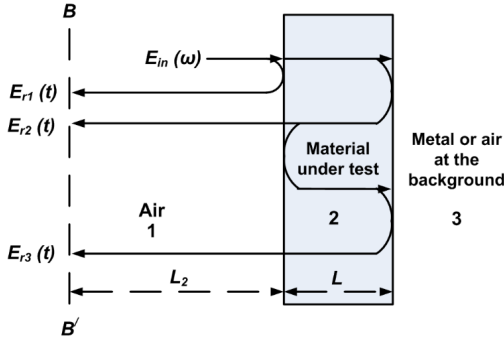 B
E_in (ω)
E_r1 (t)
E_r2 (t)
Material
under test
Metal or air
at the
background
Air
1
2
3
E_r3 (t)
L_2
L
B/